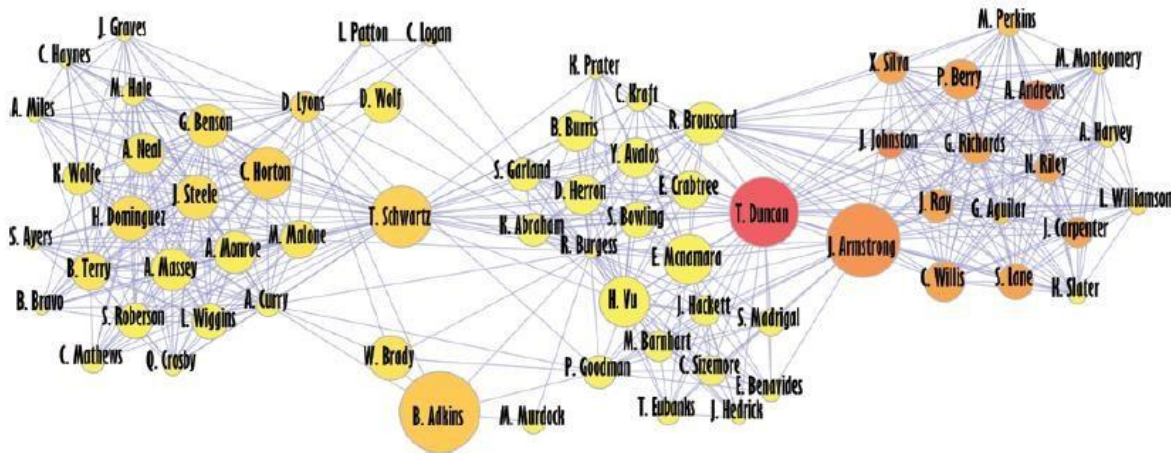 J. Graves
C. Haynes
M. Hale
A. Miles
G. Benson
A. Neal
K. Wolfe
J. Steele
C. Horton
H. Dominguez
S. Ayers
A. Monroe
M. Malone
B. Terry
A. Massey
B. Bravo
S. Roberson
L. Wiggins
A. Curry
C. Mathews
Q. Crosby
L. Patton
C. Logan
D. Lyons
D. Wolf
T. Schwartz
W. Brady
B. Adkins
M. Murdock
K. Prater
C. Kraft
B. Burris
R. Broussard
Y. Avalos
S. Garland
D. Herron
E. Crabtree
K. Abraham
S. Bowling
R. Burgess
T. Duncan
E. Mcnamara
H. Vu
J. Hackett
S. Madrigal
M. Barnhart
P. Goodman
C. Sizemore
E. Benavides
T. Eubanks
J. Hedrick
M. Perkins
X. Silva
P. Berry
M. Montgomery
A. Andrews
J. Johnston
G. Richards
A. Harvey
N. Riley
J. Ray
G. Aguilar
L. Williamson
J. Armstrong
J. Carpenter
C. Willis
S. Lane
K. Slater